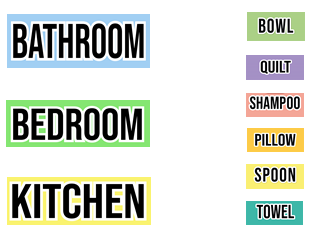 BATHROOM
BEDROOM
KITCHEN
BOWL
QUILT
SHAMPOO
PILLOW
SPOON
TOWEL